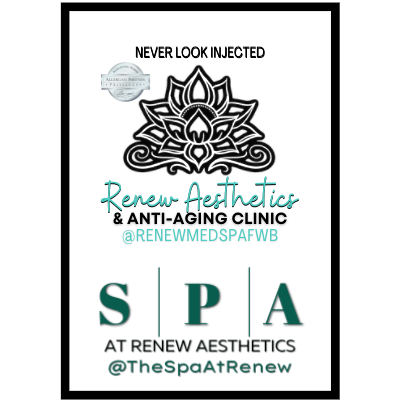 NEVER LOOK INJECTED
Renew Aesthetics
& ANTI-AGING CLINIC
@RENEWMEDSPAFWB
S | P | A
AT RENEW AESTHETICS
@TheSpaAtRenew